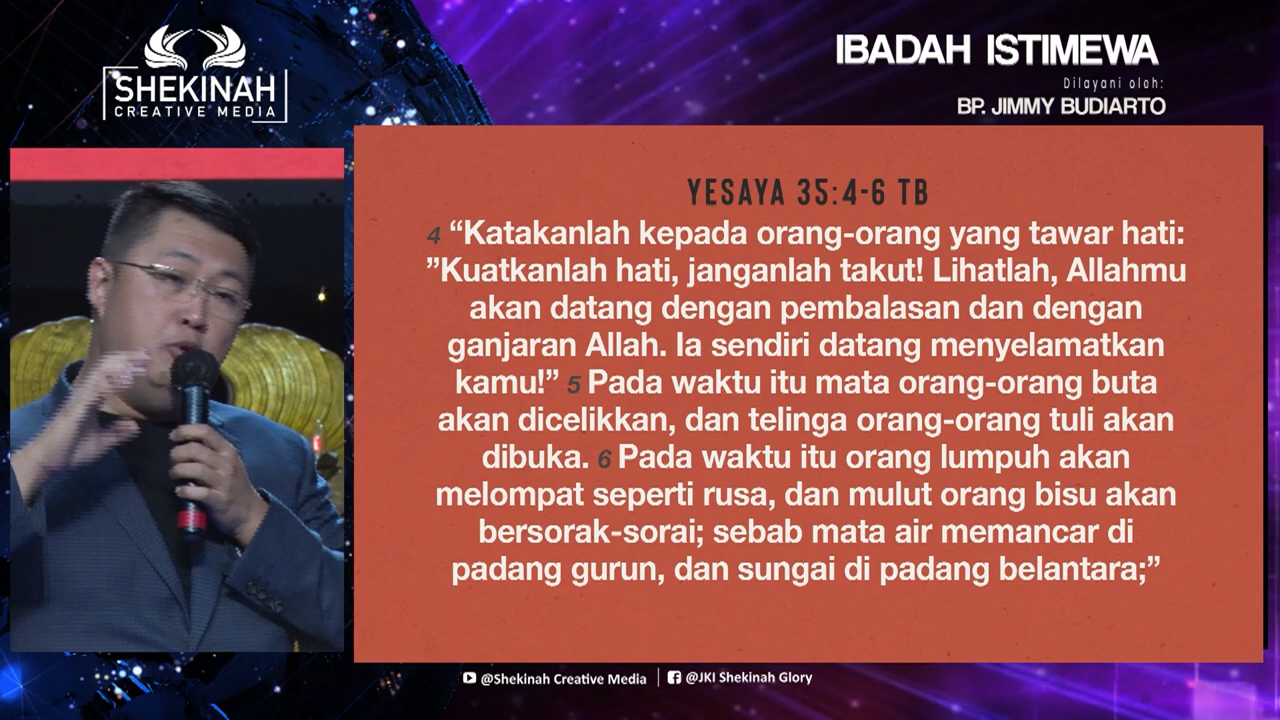 SHEKINAH
CREATIVE MEDIA
IBADAH ISTIMEWA
Dilayani oleh:
BP. JIMMY BUDIARTO
YESAYA 35:4-6 TB
4 “Katakanlah kepada orang-orang yang tawar hati:
”Kuatkanlah hati, janganlah takut! Lihatlah, Allahmu
akan datang dengan pembalasan dan dengan
ganjaran Allah. Ia sendiri datang menyelamatkan
kamu!” 5 Pada waktu itu mata orang-orang buta
akan dicelikkan, dan telinga orang-orang tuli akan
dibuka. 6 Pada waktu itu orang lumpuh akan
melompat seperti rusa, dan mulut orang bisu akan
bersorak-sorai; sebab mata air memancar di
padang gurun, dan sungai di padang belantara;”
@Shekinah Creative Media | @JKI Shekinah Glory